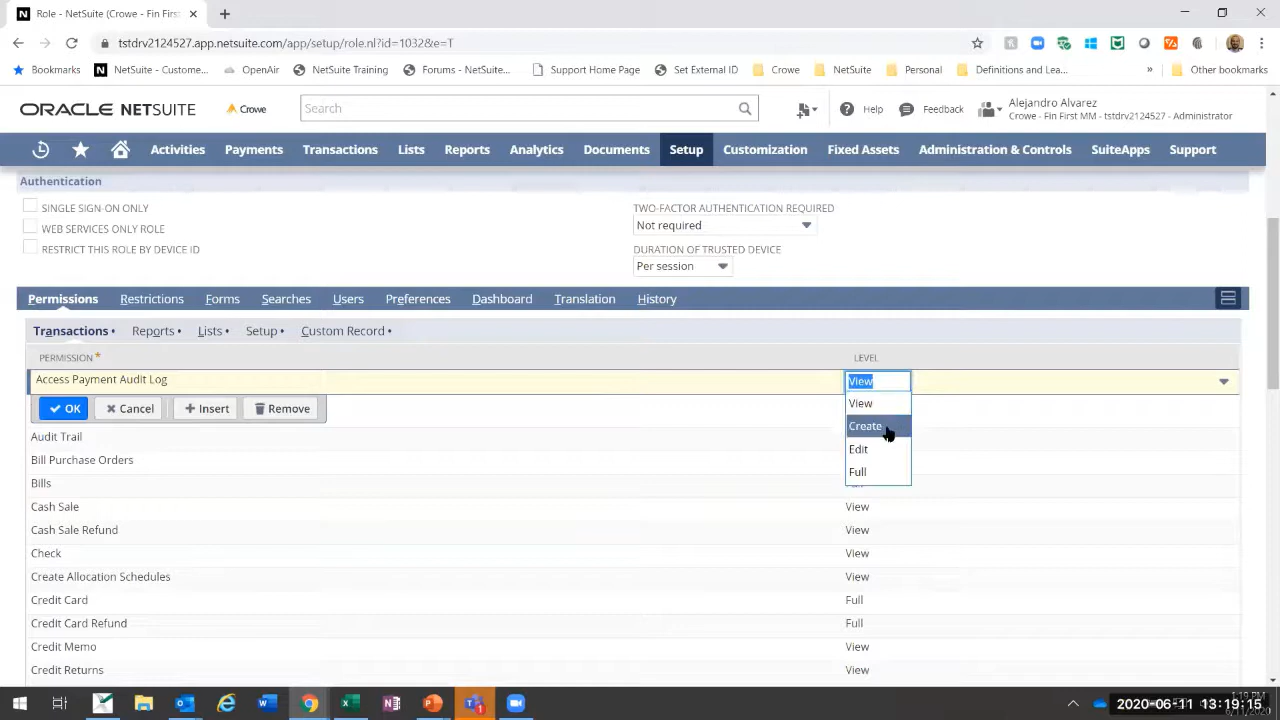 Role - NetSuite (Crowe - Fin First
tstdrv2124527.app.netsuite.com/app/setup/role.nl?id=1032&e=T
Bookmarks
NetSuite - Custome...
OpenAir
NetSuite Training
Forums - NetSuite...
Support Home Page
Set External ID
Crowe
NetSuite
Personal
Definitions and Lea...
»
Other bookmarks
ORACLE NETSUITE
Crowe
Search
Help
Feedback
Alejandro Alvarez
Crowe - Fin First MM - tstdrv2124527 - Administrator
Activities
Payments
Transactions
Lists
Reports
Analytics
Documents
Setup
Customization
Fixed Assets
Administration & Controls
SuiteApps
Support
Authentication
SINGLE SIGN-ON ONLY
WEB SERVICES ONLY ROLE
RESTRICT THIS ROLE BY DEVICE ID
TWO-FACTOR AUTHENTICATION REQUIRED
Not required
DURATION OF TRUSTED DEVICE
Per session
Permissions
Restrictions
Forms
Searches
Users
Preferences
Dashboard
Translation
History
Transactions •
Reports •
Lists •
Setup •
Custom Record •
PERMISSION *
LEVEL
Access Payment Audit Log
View
OK
Cancel
Insert
Remove
View
Create
Edit
Full
Audit Trail
Bill Purchase Orders
Bills
Cash Sale View
Cash Sale Refund View
Check View
Create Allocation Schedules View
Credit Card Full
Credit Card Refund Full
Credit Memo View
Credit Returns View
2020-06-11 13:19:15